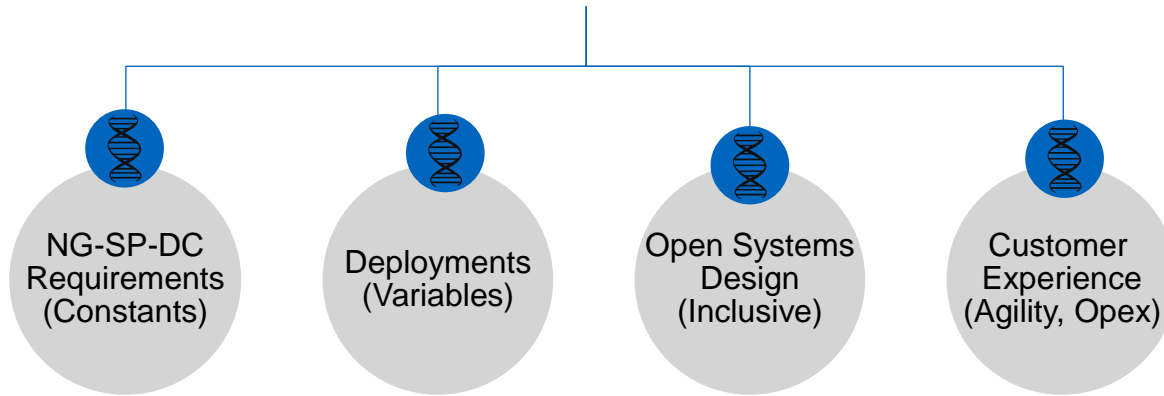 NG-SP-DC
Requirements
(Constants)
Deployments
(Variables)
Open Systems
Design
(Inclusive)
Customer
Experience
(Agility, Opex)